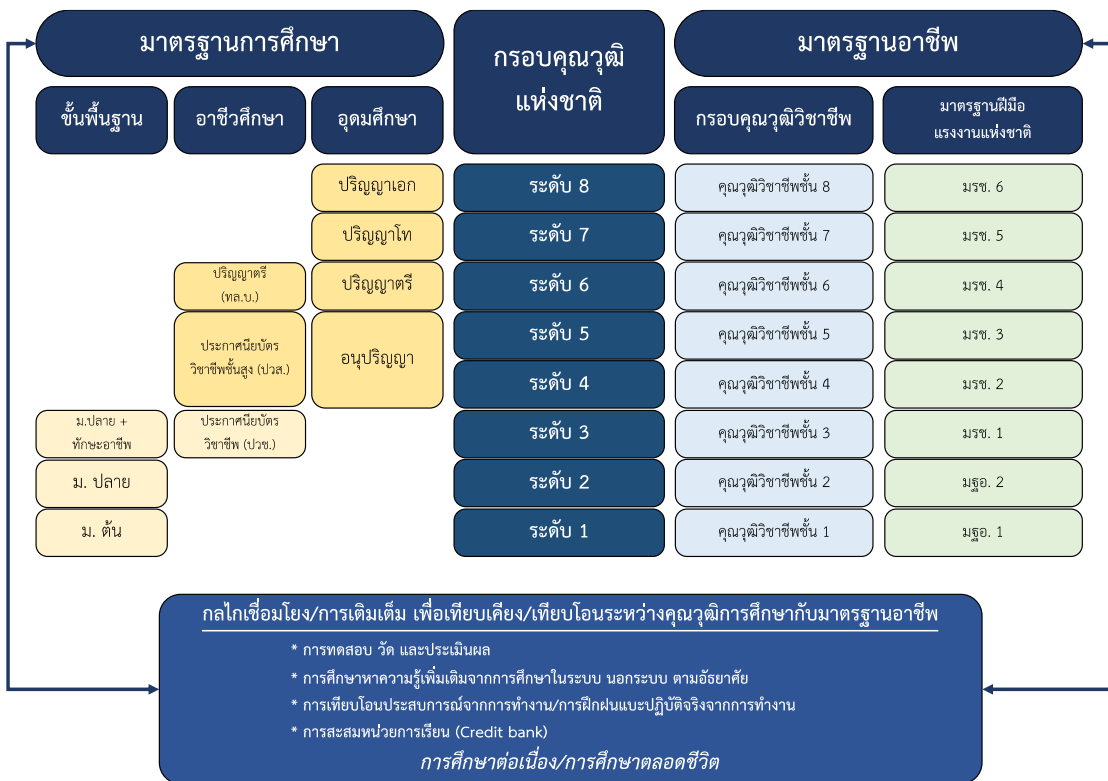 มาตรฐานการศึกษา
กรอบคุณวุฒิ
แห่งชาติ
มาตรฐานอาชีพ
ขั้นพื้นฐาน
อาชีวศึกษา
อุดมศึกษา
กรอบคุณวุฒิวิชาชีพ
มาตรฐานฝีมือ
แรงงานแห่งชาติ
ปริญญาเอก
ระดับ 8
คุณวุฒิวิชาชีพชั้น 8
มรช. 6
ปริญญาโท
ระดับ 7
คุณวุฒิวิชาชีพชั้น 7
มรช. 5
ปริญญาตรี
(ทล.บ.)
ปริญญาตรี
ระดับ 6
คุณวุฒิวิชาชีพชั้น 6
มรช. 4
ประกาศนียบัตร
วิชาชีพชั้นสูง (ปวส.)
อนุปริญญา
ระดับ 5
คุณวุฒิวิชาชีพชั้น 5
มรช. 3
ระดับ 4
คุณวุฒิวิชาชีพชั้น 4
มรช. 2
ม.ปลาย +
ทักษะอาชีพ
ประกาศนียบัตร
วิชาชีพ (ปวช.)
ระดับ 3
คุณวุฒิวิชาชีพชั้น 3
มรช. 1
ม. ปลาย
ระดับ 2
คุณวุฒิวิชาชีพชั้น 2
มฐอ. 2
ม. ต้น
ระดับ 1
คุณวุฒิวิชาชีพชั้น 1
มฐอ. 1
กลไกเชื่อมโยง/การเติมเต็ม เพื่อเทียบเคียง/เทียบโอนระหว่างคุณวุฒิการศึกษากับมาตรฐานอาชีพ
* การทดสอบ วัด และประเมินผล
* การศึกษาหาความรู้เพิ่มเติมจากการศึกษาในระบบ นอกระบบ ตามอัธยาศัย
* การเทียบโอนประสบการณ์จากการทำงาน/การฝึกฝนแบะปฏิบัติจริงจากการทำงาน
* การสะสมหน่วยการเรียน (Credit bank)
การศึกษาต่อเนื่อง/การศึกษาตลอดชีวิต